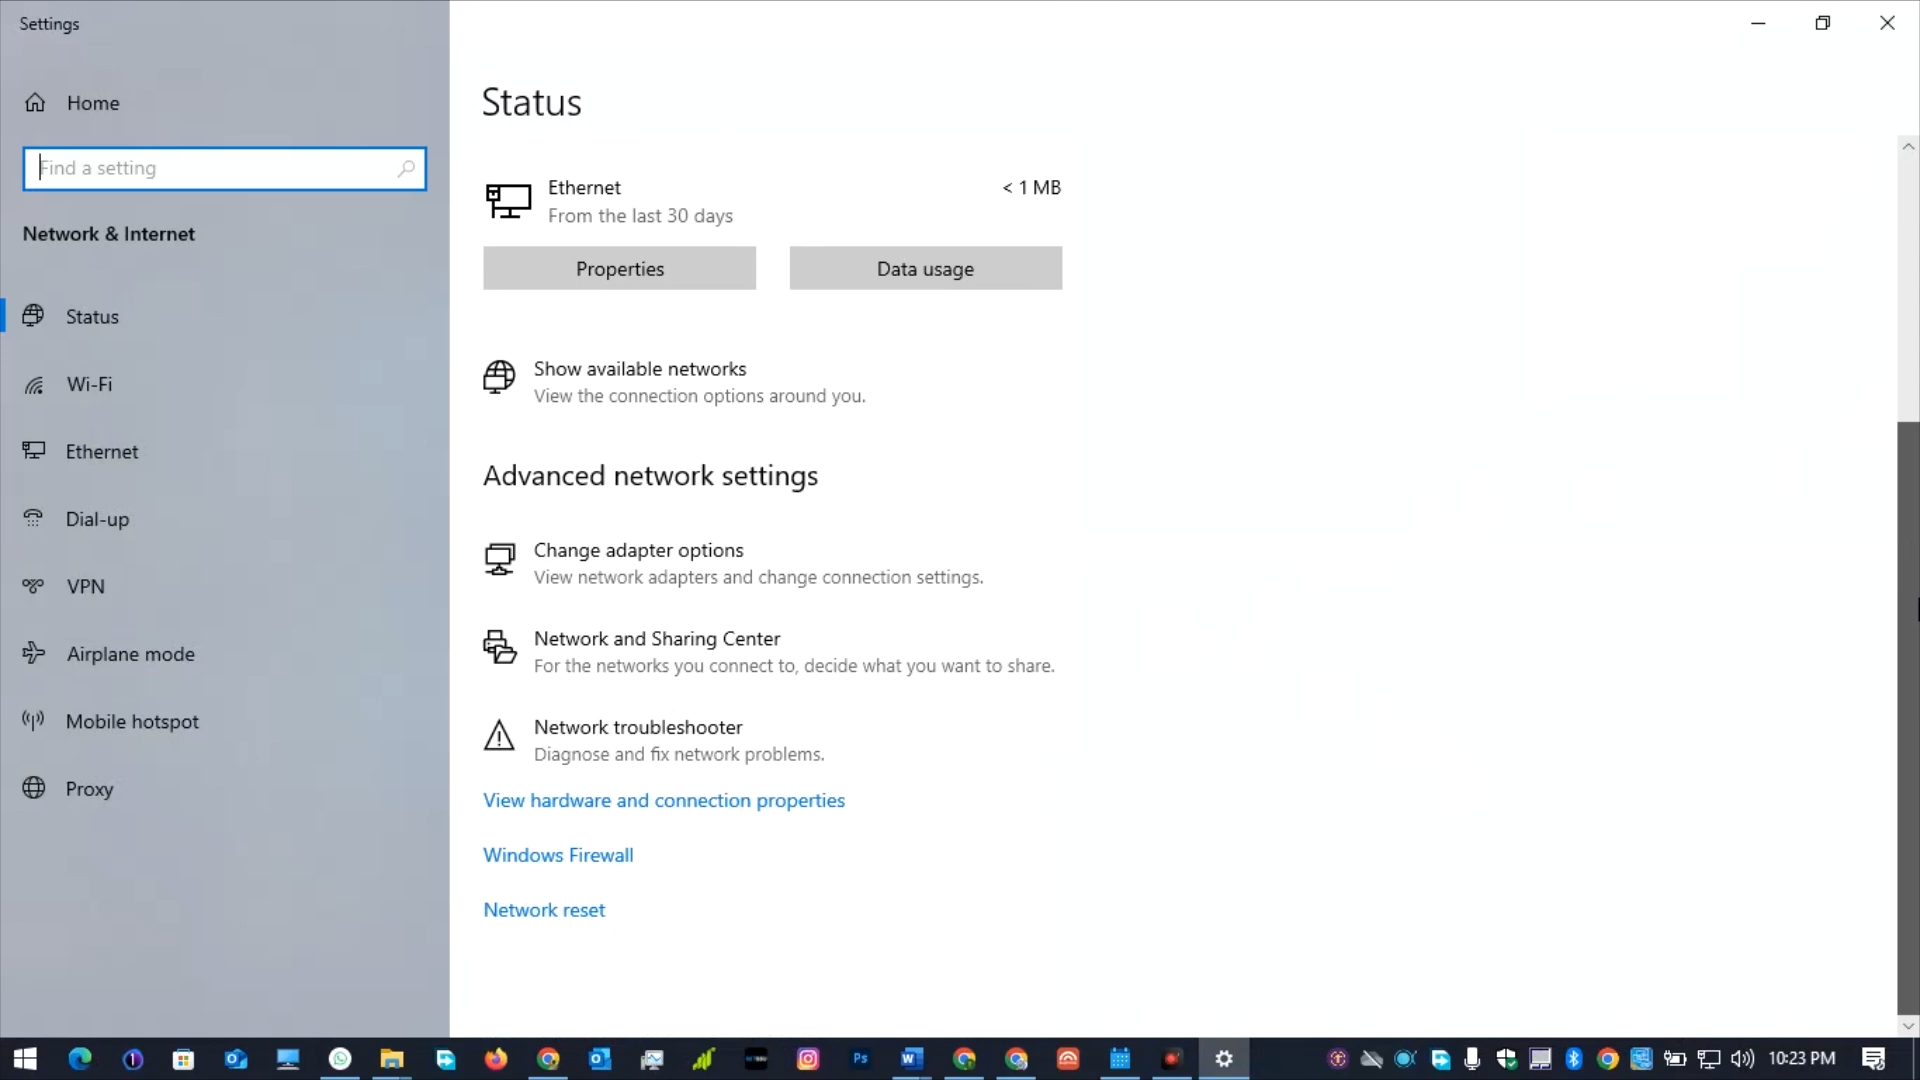 Settings
Home
Find a setting
Network & Internet
Status
Wi-Fi
Ethernet
Dial-up
VPN
Airplane mode
Mobile hotspot
Proxy
Status
Ethernet
< 1 MB
From the last 30 days
Properties
Data usage
Show available networks
View the connection options around you.
Advanced network settings
Change adapter options
View network adapters and change connection settings.
Network and Sharing Center
For the networks you connect to, decide what you want to share.
Network troubleshooter
Diagnose and fix network problems.
View hardware and connection properties
Windows Firewall
Network reset
Ps
10:23 PM